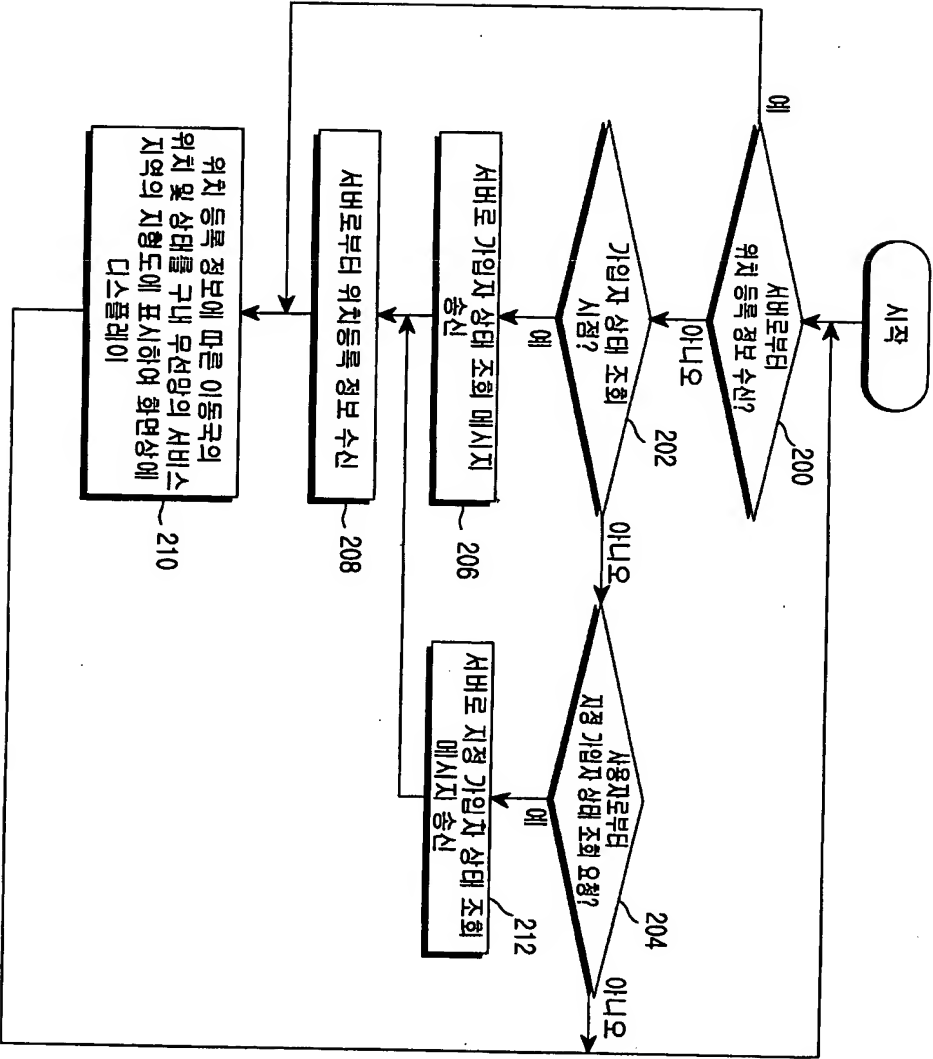 시작
서버로부터
위치 등록 정보 수신?
200
예
아니오
가입자 상태 조회
시점?
202
예
아니오
사용자로부터
지정 가입자 상태 조회 요청?
204
예
아니오
서버로 가입자 상태 조회 메시지
송신
206
서버로 지정 가입자 상태 조회
메시지 송신
212
서버로부터 위치등록 정보 수신
208
위치 등록 정보에 따른 이동국의
위치 및 상태를 구내 무선망의 서비스
지역의 지형도에 표시하여 화면상에
디스플레이
210